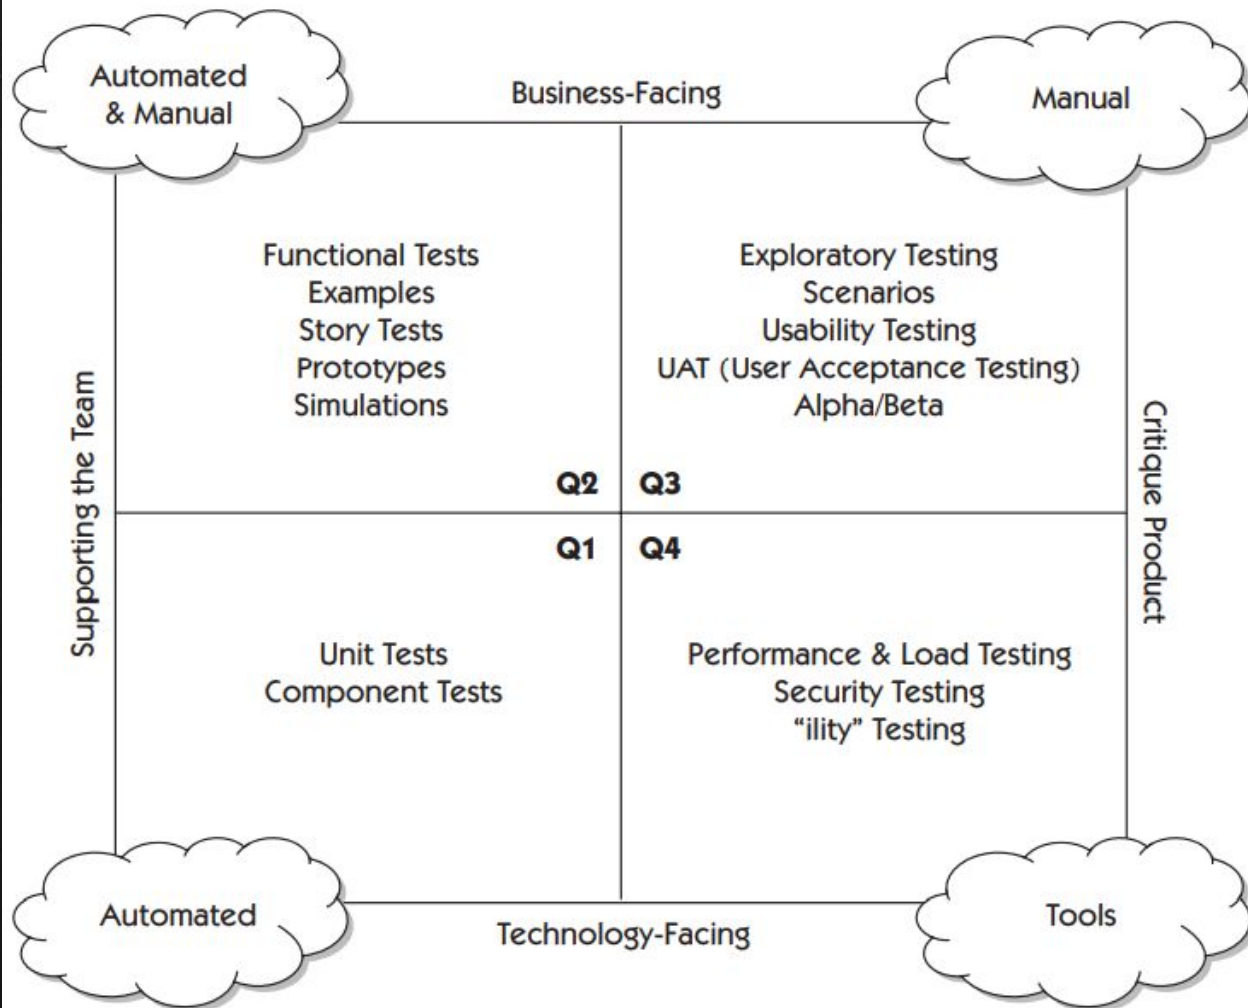 Automated
& Manual
Business-Facing
Manual
Functional Tests
Examples
Story Tests
Prototypes
Simulations
Exploratory Testing
Scenarios
Usability Testing
UAT (User Acceptance Testing)
Alpha/Beta
Supporting the Team
Critique Product
Q2
Q3
Q1
Q4
Unit Tests
Component Tests
Performance & Load Testing
Security Testing
“ility” Testing
Automated
Technology-Facing
Tools